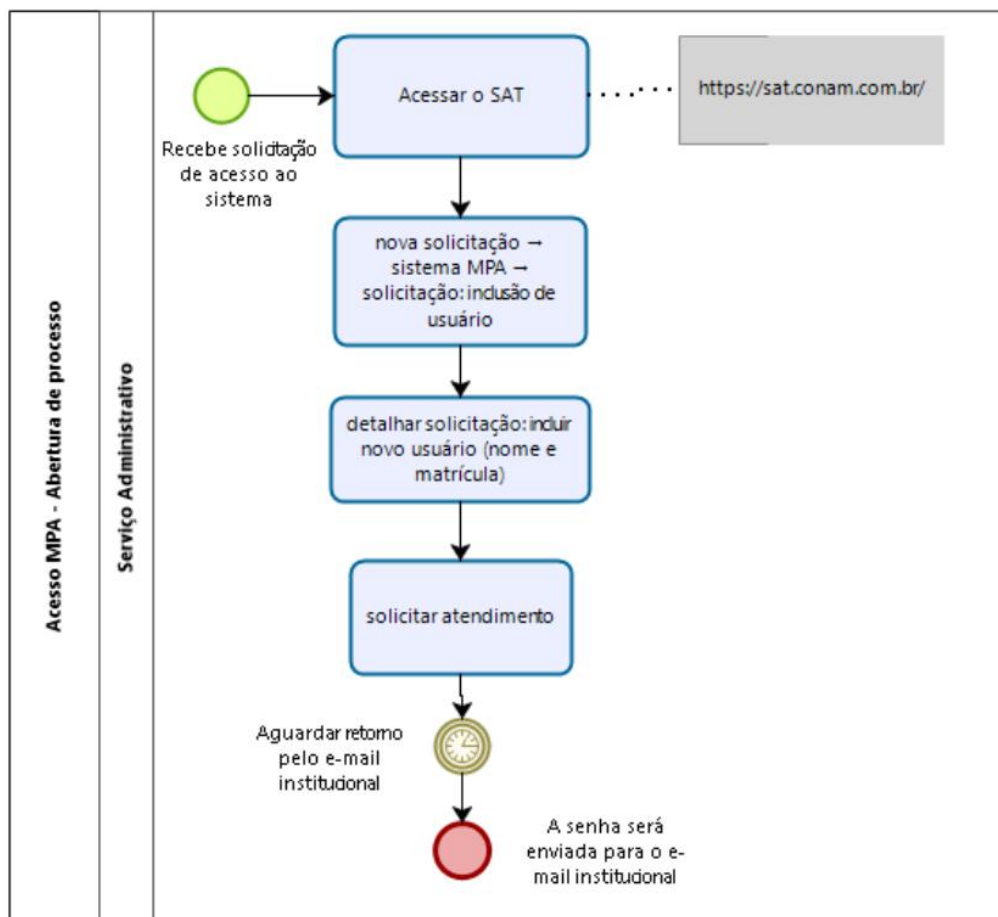 Acesso MPA - Abertura de processo
Serviço Administrativo
Recebe solicitação
de acesso ao
sistema
Acessar o SAT
https://sat.conam.com.br/
nova solicitação →
sistema MPA →
solicitação: inclusão de
usuário
detalhar solicitação: incluir
novo usuário (nome e
matrícula)
solicitar atendimento
Aguardar retorno
pelo e-mail
institucional
A senha será
enviada para o e-
mail institucional